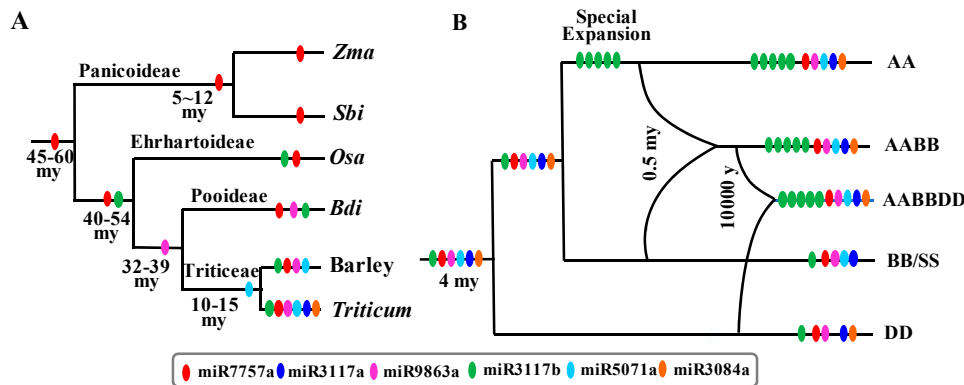 A
Zma
Panicoideae
5~12
my
Sbi
Ehrhartoideae
45-60
my
Osa
Pooideae
40-54
my
Bdi
32-39
my
Triticeae
Barley
10-15
my
Triticum
B
Special
Expansion
AA
0.5 my
AABB
10000 y
AABBDD
4 my
BB/SS
DD
miR7757a miR3117a miR9863a miR3117b miR5071a miR3084a